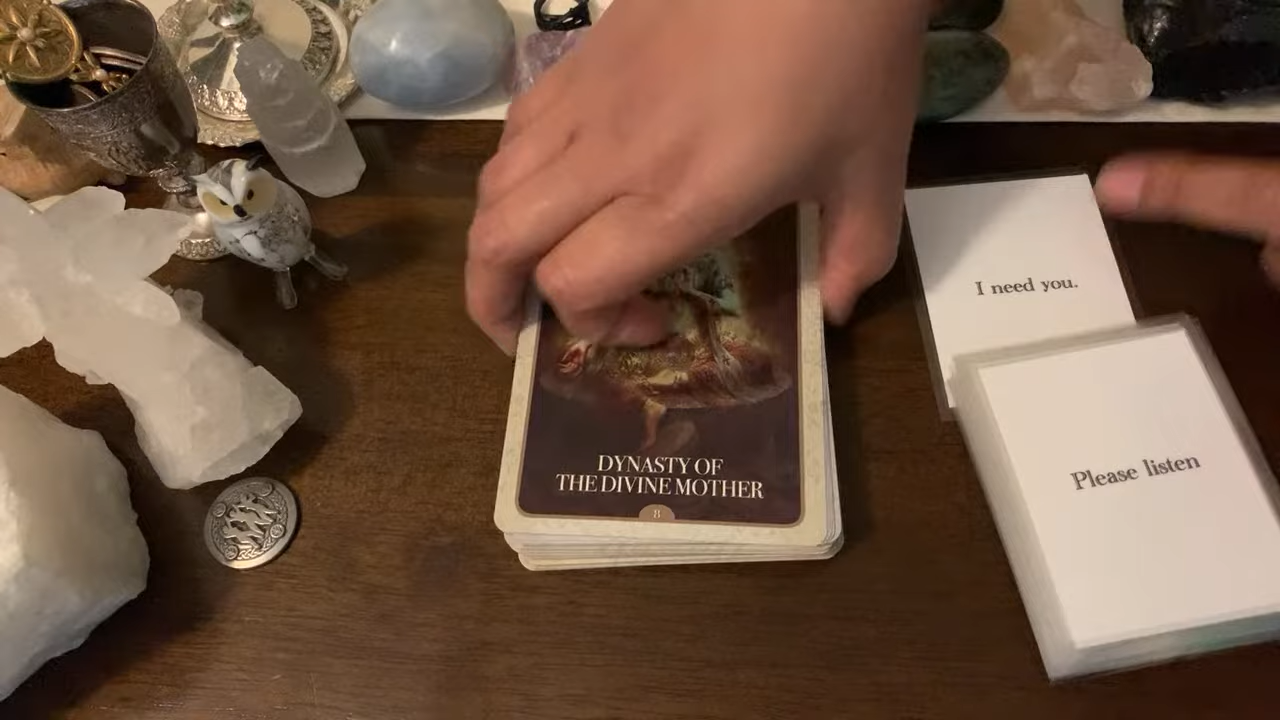 I need you.
Please listen
DYNASTY OF
THE DIVINE MOTHER
8